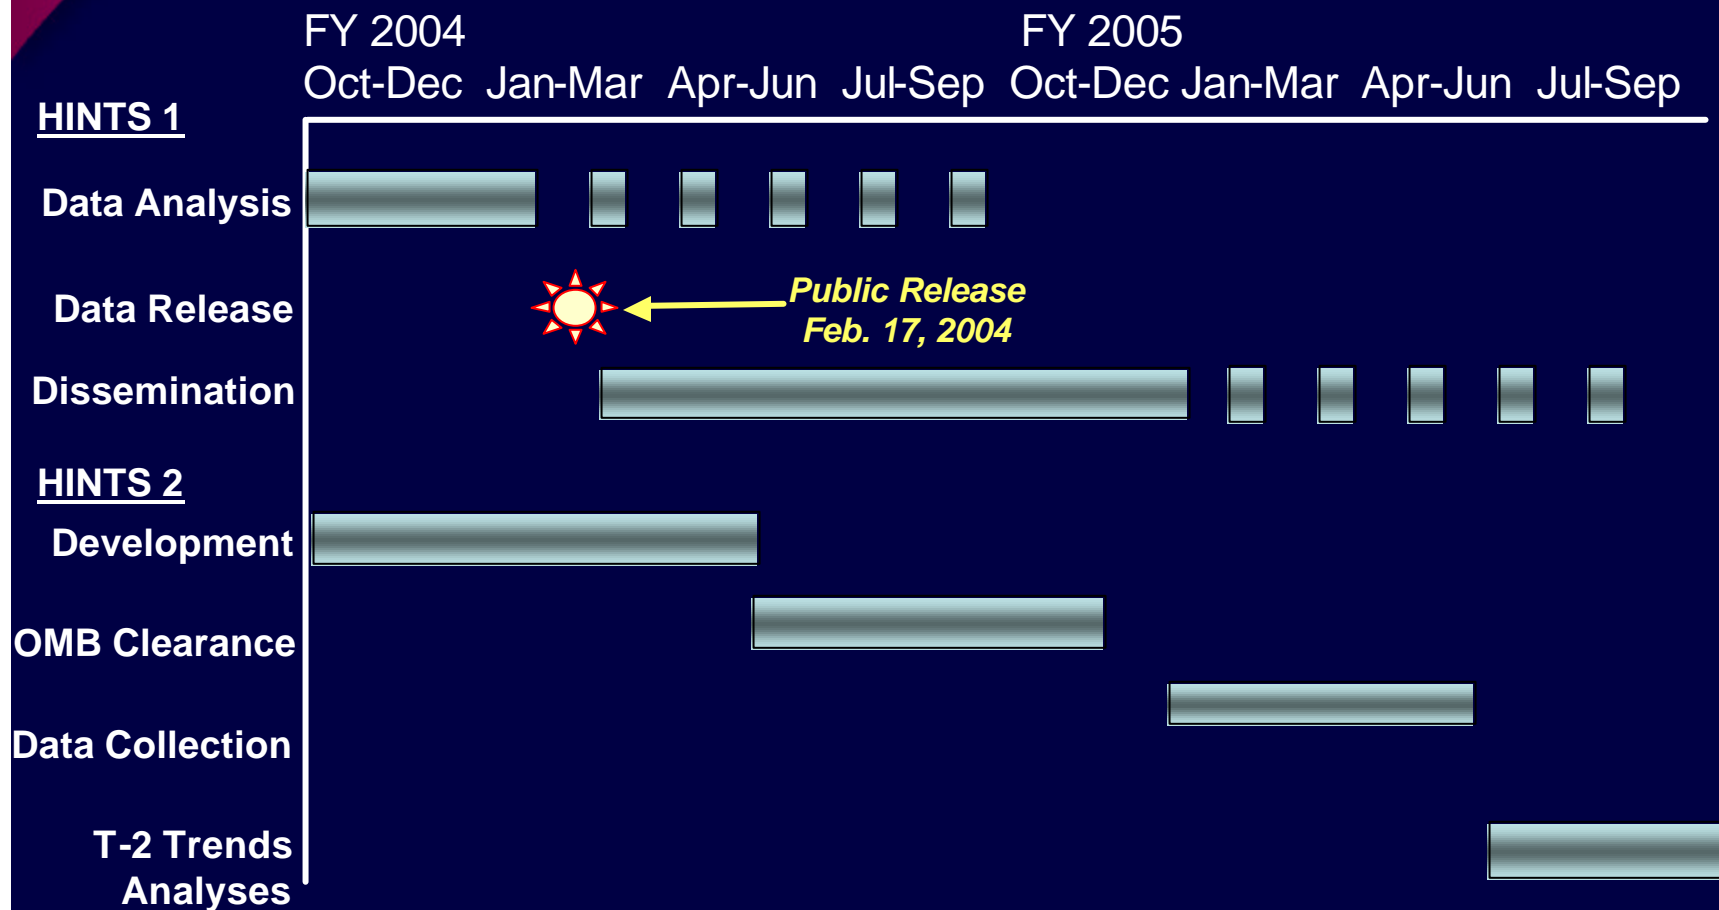 FY 2004 FY 2005
Oct-Dec Jan-Mar Apr-Jun Jul-Sep Oct-Dec Jan-Mar Apr-Jun Jul-Sep
HINTS 1
Data Analysis
Data Release
Public Release
Feb. 17, 2004
Dissemination
HINTS 2
Development
OMB Clearance
Data Collection
T-2 Trends
Analyses